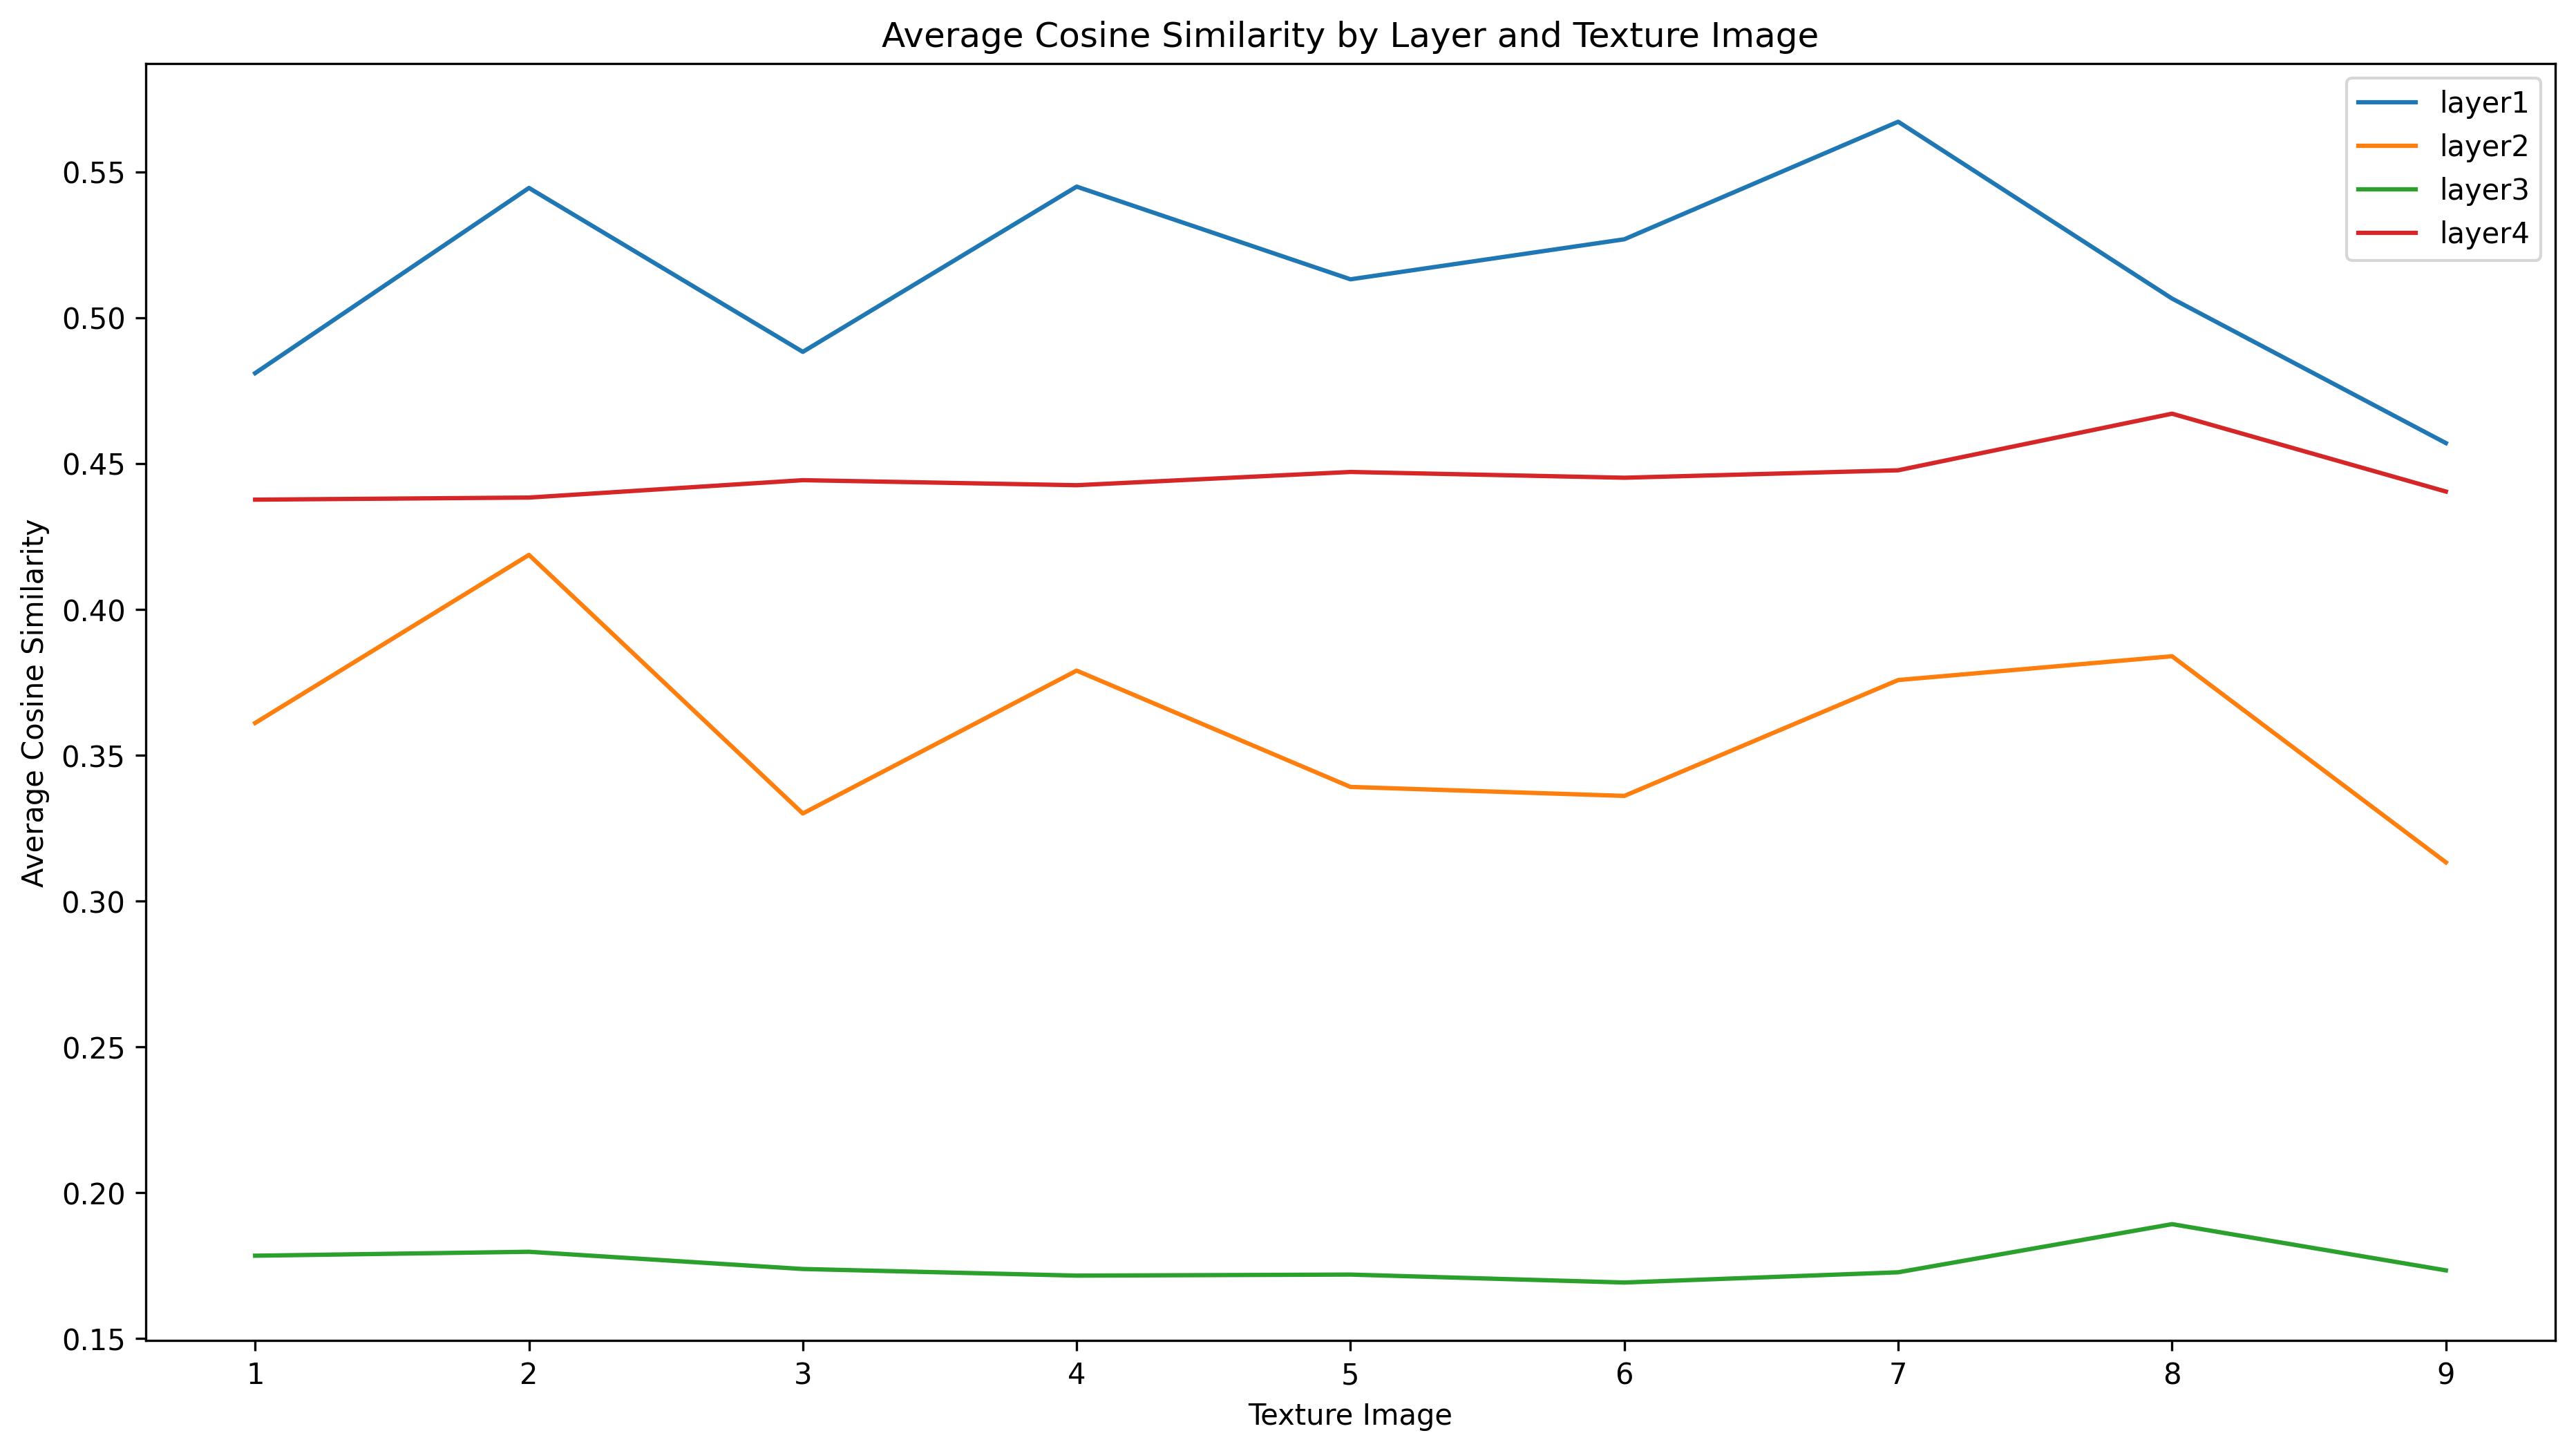 Average Cosine Similarity by Layer and Texture Image
layer1
layer2
layer3
layer4
Average Cosine Similarity
0.55
0.50
0.45
0.40
0.35
0.30
0.25
0.20
0.15
1 2 3 4 5 6 7 8 9
Texture Image